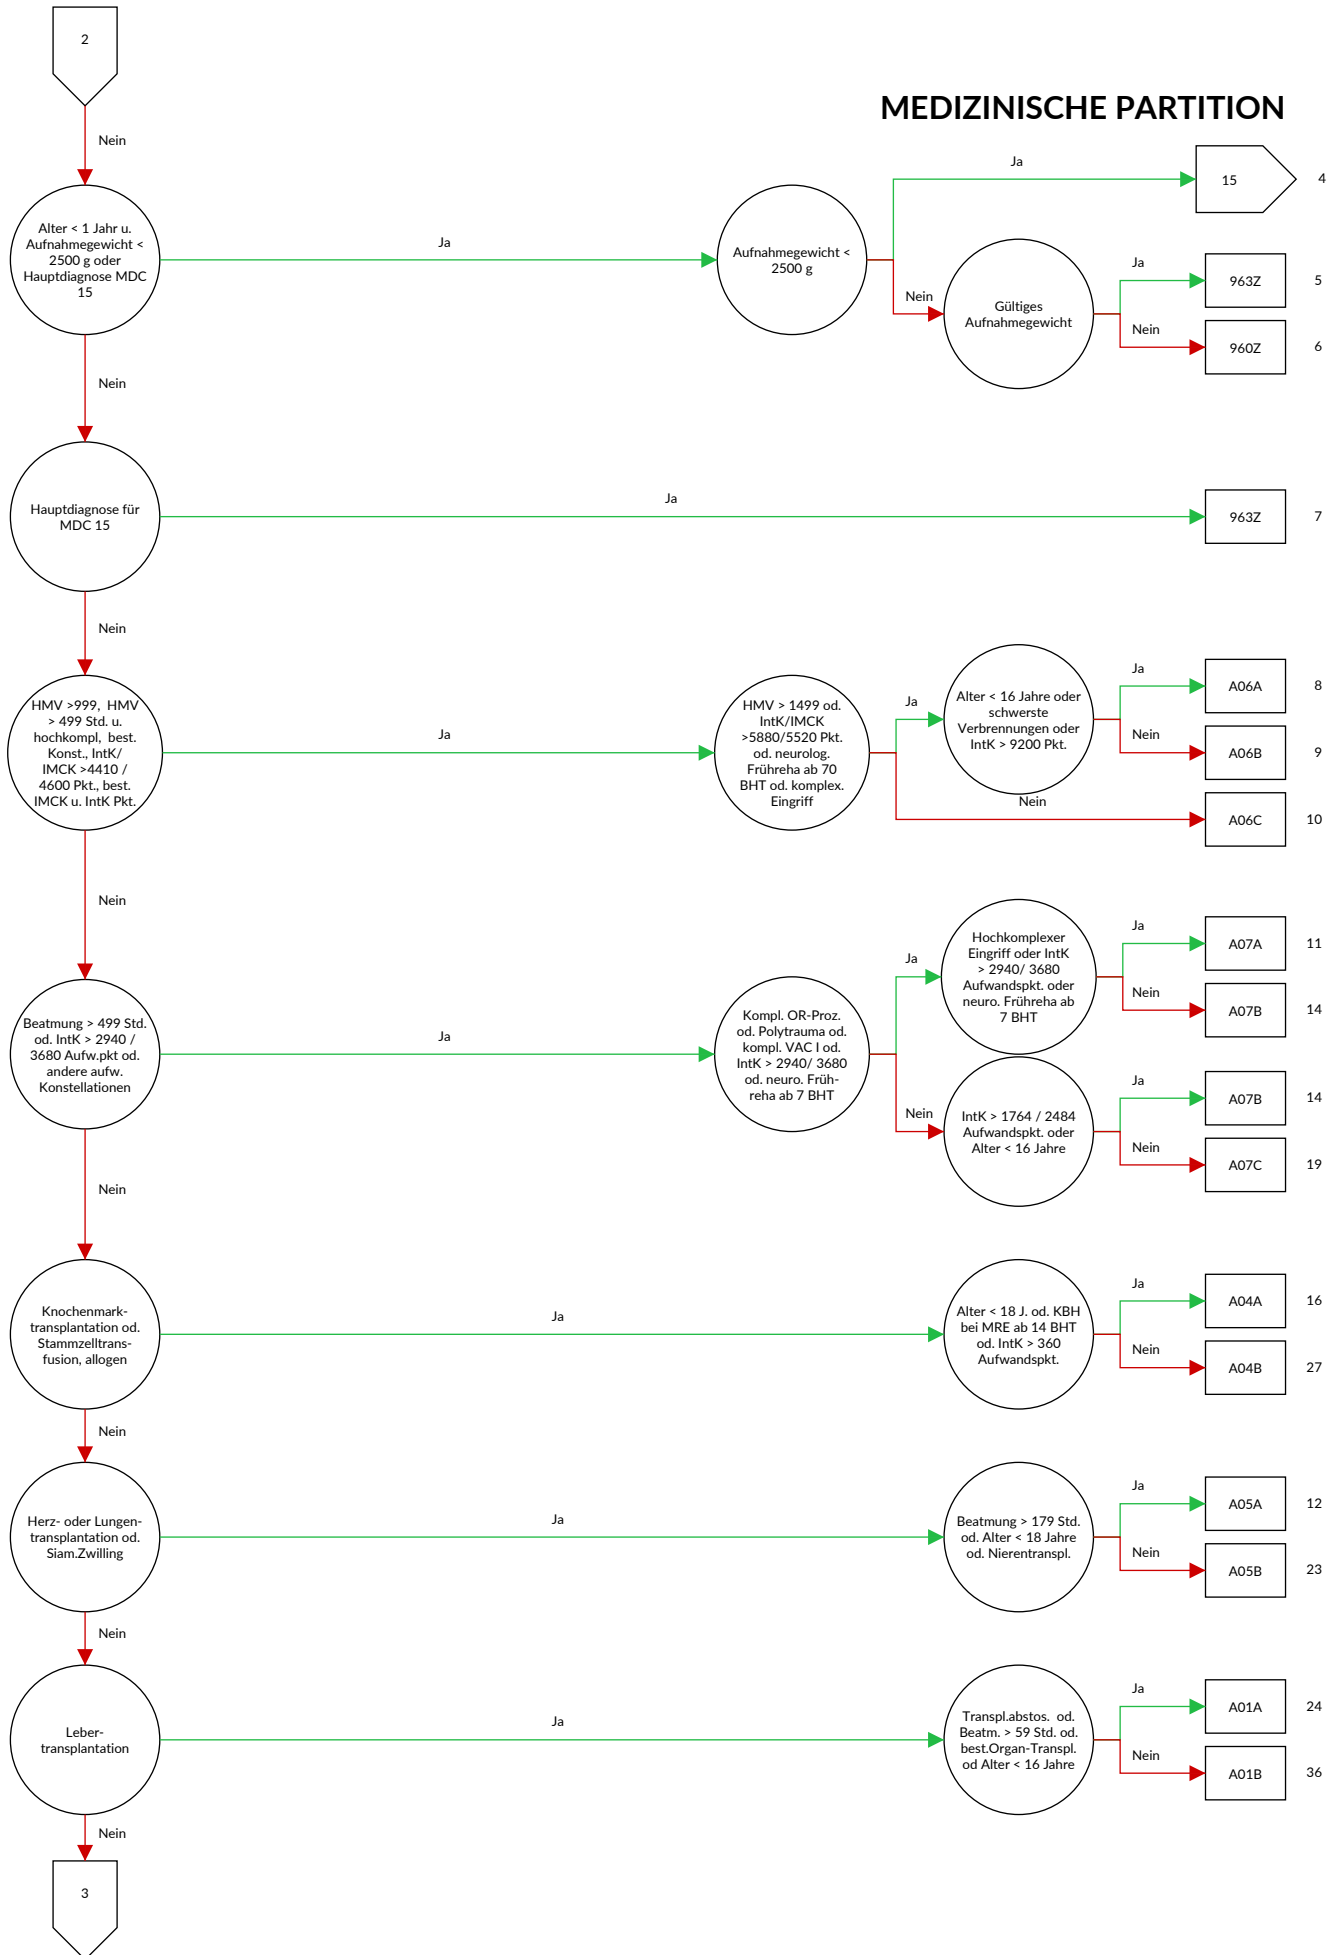 2
MEDIZINISCHE PARTITION
Nein
Alter < 1 Jahr u.
Aufnahmegewicht <
2500 g oder
Hauptdiagnose MDC
15
Ja
Aufnahmegewicht <
2500 g
Ja
15
4
Nein
Gültiges
Aufnahmegewicht
Ja
963Z
5
Nein
960Z
6
Nein
Hauptdiagnose für
MDC 15
Ja
963Z
7
Nein
HMV >999, HMV
> 499 Std. u.
hochkompl, best.
Konst., IntK/
IMCK >4410 /
4600 Pkt., best.
IMCK u. IntK Pkt.
Ja
HMV > 1499 od.
IntK/IMCK
>5880/5520 Pkt.
od. neurolog.
Frühreha ab 70
BHT od. komplex.
Eingriff
Ja
Alter < 16 Jahre oder
schwerste
Verbrennungen oder
IntK > 9200 Pkt.
Ja
A06A
8
Nein
A06B
9
Nein
A06C
10
Nein
Beatmung > 499 Std.
od. IntK > 2940 /
3680 Aufw.pkt od.
andere aufw.
Konstellationen
Ja
Kompl. OR-Proz.
od. Polytrauma od.
kompl. VAC I od.
IntK > 2940/ 3680
od. neuro. Früh-
reha ab 7 BHT
Ja
Hochkomplexer
Eingriff oder IntK
> 2940/ 3680
Aufwandspkt. oder
neuro. Frühreha ab
7 BHT
Ja
A07A
11
Nein
A07B
14
Nein
IntK > 1764 / 2484
Aufwandspkt. oder
Alter < 16 Jahre
Ja
A07B
14
Nein
A07C
19
Nein
Knochenmark-
transplantation od.
Stammzelltrans-
fusion, allogen
Ja
Alter < 18 J. od. KBH
bei MRE ab 14 BHT
od. IntK > 360
Aufwandspkt.
Ja
A04A
16
Nein
A04B
27
Nein
Herz- oder Lungen-
transplantation od.
Siam.Zwilling
Ja
Beatmung > 179 Std.
od. Alter < 18 Jahre
od. Nierentranspl.
Ja
A05A
12
Nein
A05B
23
Nein
Leber-
transplantation
Ja
Transpl.abstos. od.
Beatm. > 59 Std. od.
best.Organ-Transpl.
od Alter < 16 Jahre
Ja
A01A
24
Nein
A01B
36
Nein
3